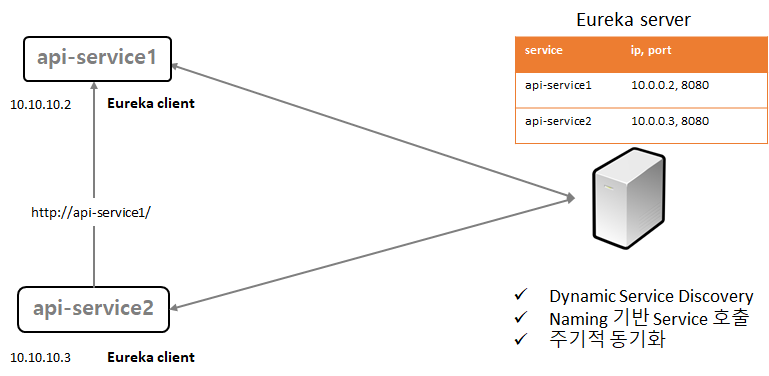 Eureka server
service ip, port
api-service1 10.0.0.2, 8080
api-service2 10.0.0.3, 8080
api-service1
10.10.10.2 Eureka client
http://api-service1/
api-service2
10.10.10.3 Eureka client
✓ Dynamic Service Discovery
✓ Naming 기반 Service 호출
✓ 주기적 동기화